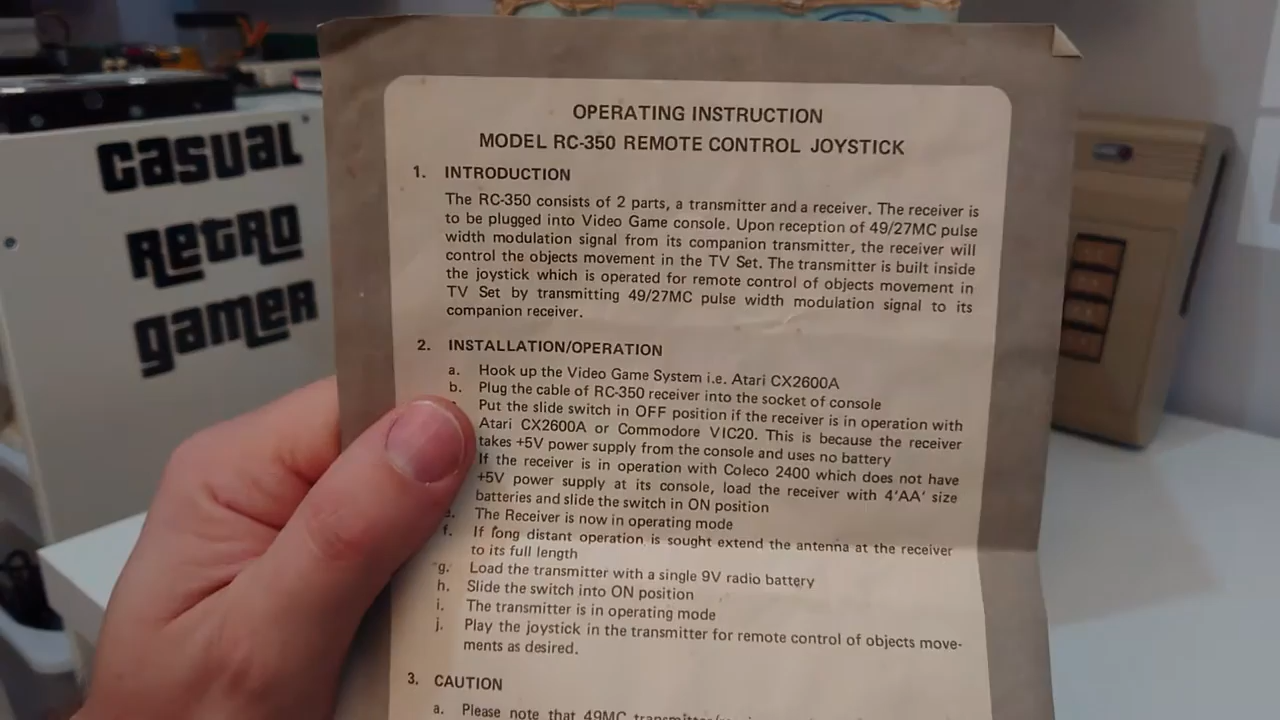 CASUAL
RETRO
GAMER
OPERATING INSTRUCTION
MODEL RC-350 REMOTE CONTROL JOYSTICK
1. INTRODUCTION
The RC-350 consists of 2 parts, a transmitter and a receiver. The receiver is
to be plugged into Video Game console. Upon reception of 49/27MC pulse
width modulation signal from its companion transmitter, the receiver will
control the objects movement in the TV Set. The transmitter is built inside
the joystick which is operated for remote control of objects movement in
TV Set by transmitting 49/27MC pulse width modulation signal to its
companion receiver.
2. INSTALLATION/OPERATION
a. Hook up the Video Game System i.e. Atari CX2600A
b. Plug the cable of RC-350 receiver into the socket of console
Put the slide switch in OFF position if the receiver is in operation with
Atari CX2600A or Commodore VIC20. This is because the receiver
takes +5V power supply from the console and uses no battery
If the receiver is in operation with Coleco 2400 which does not have
+5V power supply at its console, load the receiver with 4'AA' size
batteries and slide the switch in ON position
e. The Receiver is now in operating mode
f. If long distant operation is sought extend the antenna at the receiver
to its full length
g. Load the transmitter with a single 9V radio battery
h. Slide the switch into ON position
i. The transmitter is in operating mode
j. Play the joystick in the transmitter for remote control of objects move-
ments as desired.
3. CAUTION
a. Please note that 49MC